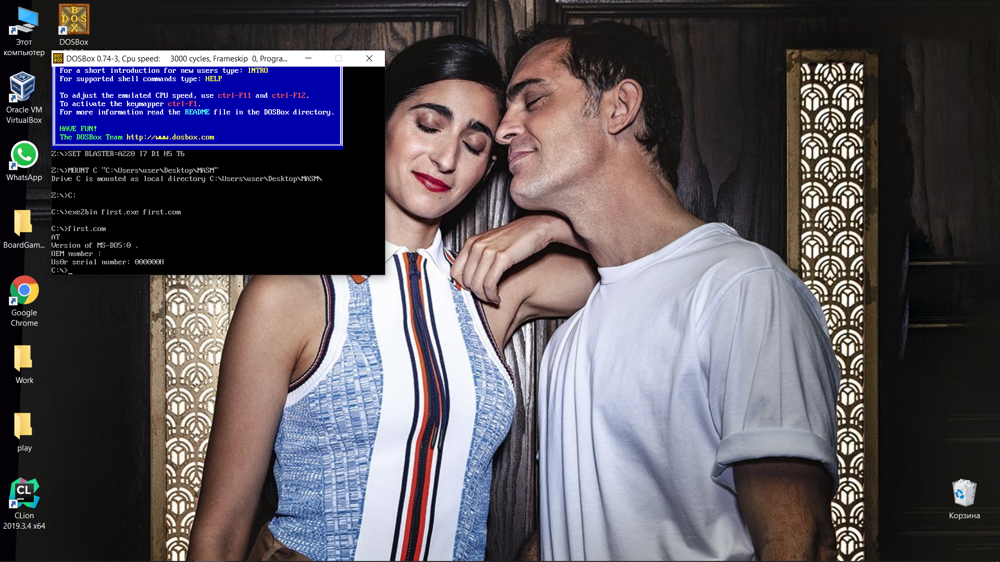 Этот
компьютер
DOSBox
Oracle VM
VirtualBox
WhatsApp
BoardGam...
Google
Chrome
Work
play
CL
CLion
2019.3.4 x64
Корзина
DOSBox 0.74-3, Cpu speed: 3000 cycles, Frameskip 0, Progra...
For a short introduction for new users type: INTRO
For supported shell commands type: HELP
To adjust the emulated CPU speed, use ctrl-F11 and ctrl-F12.
To activate the keymapper ctrl-F1.
For more information read the README file in the DOSBox directory.
HAVE FUN!
The DOSBox Team http://www.dosbox.com
Z:\>SET BLASTER=A220 I7 D1 H5 T6
Z:\>MOUNT C "C:\Users\user\Desktop\MASM"
Drive C is mounted as local directory C:\Users\user\Desktop\MASM\
Z:\>C:
C:\>exe2bin first.exe first.com
C:\>first.com
AT
Version of MS-DO5:0 .
OEM number :
Us0r serial number: 000000H
C:\>_